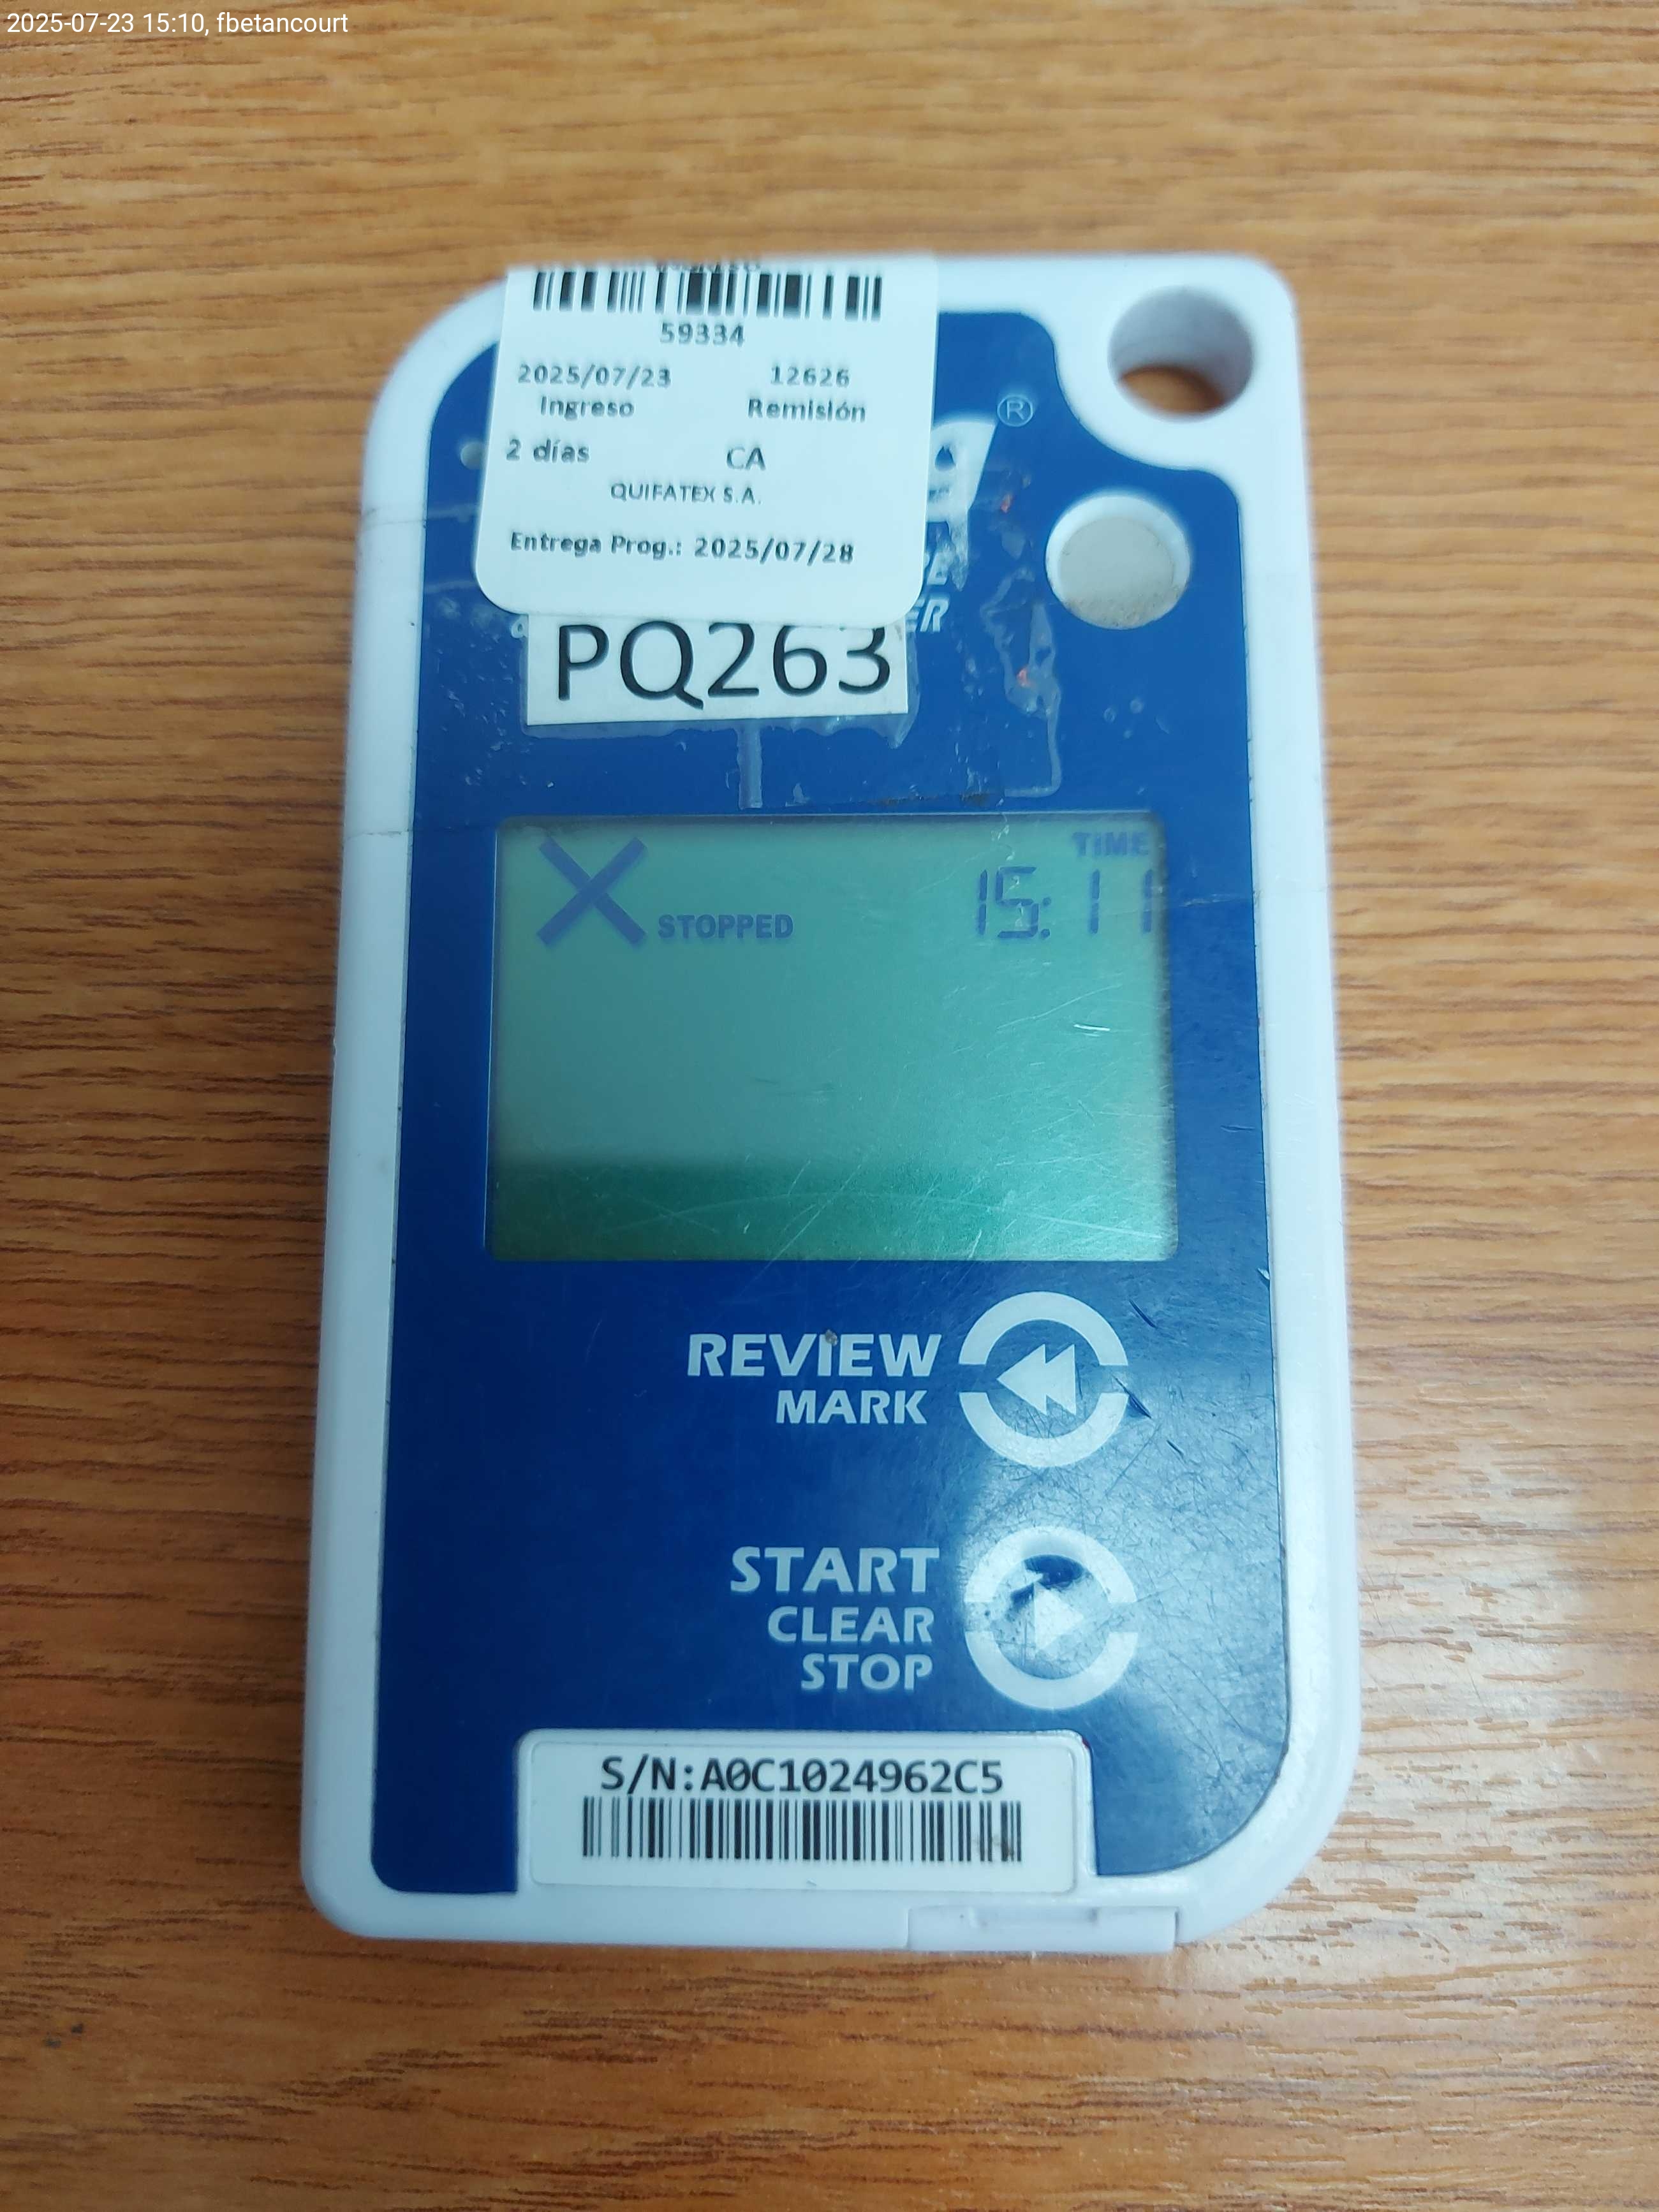 2025-07-23 15:10, fbetancourt
59334
2025/07/23 12626
Ingreso Remisión
2 días CA
QUIFATEX S.A.
Entrega Prog.: 2025/07/28
®
PQ263
TIME
STOPPED 15:11
REVIEW
MARK
START
CLEAR
STOP
S/N:A0C1024962C5